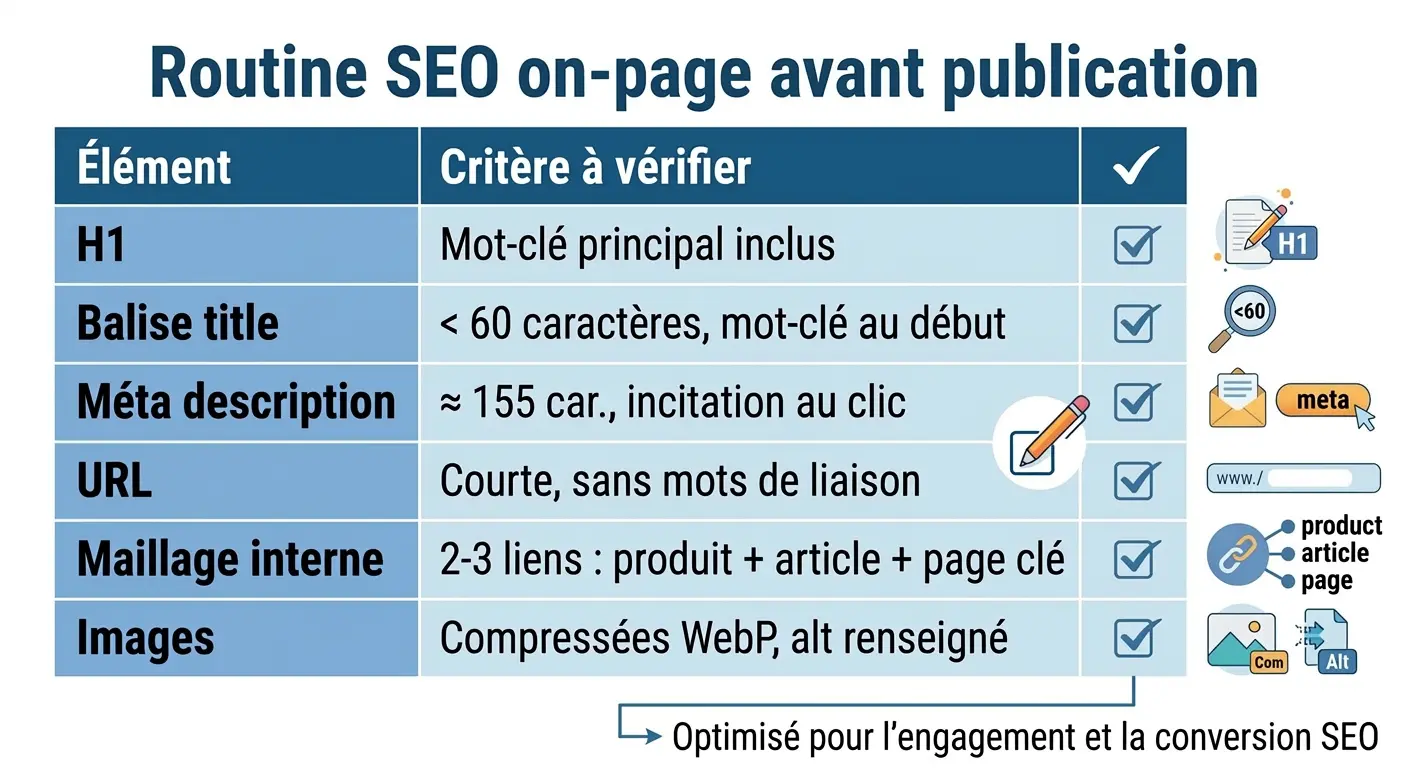 Routine SEO on-page avant publication
Élément
Critère à vérifier
H1
Mot-clé principal inclus
H1
Balise title
< 60 caractères, mot-clé au début
<60
Méta description
≈ 155 car., incitation au clic
meta
URL
Courte, sans mots de liaison
www./
Maillage interne
2-3 liens : produit + article + page clé
product
article
page
Images
Compressées WebP, alt renseigné
Com
Alt
Optimisé pour l’engagement et la conversion SEO